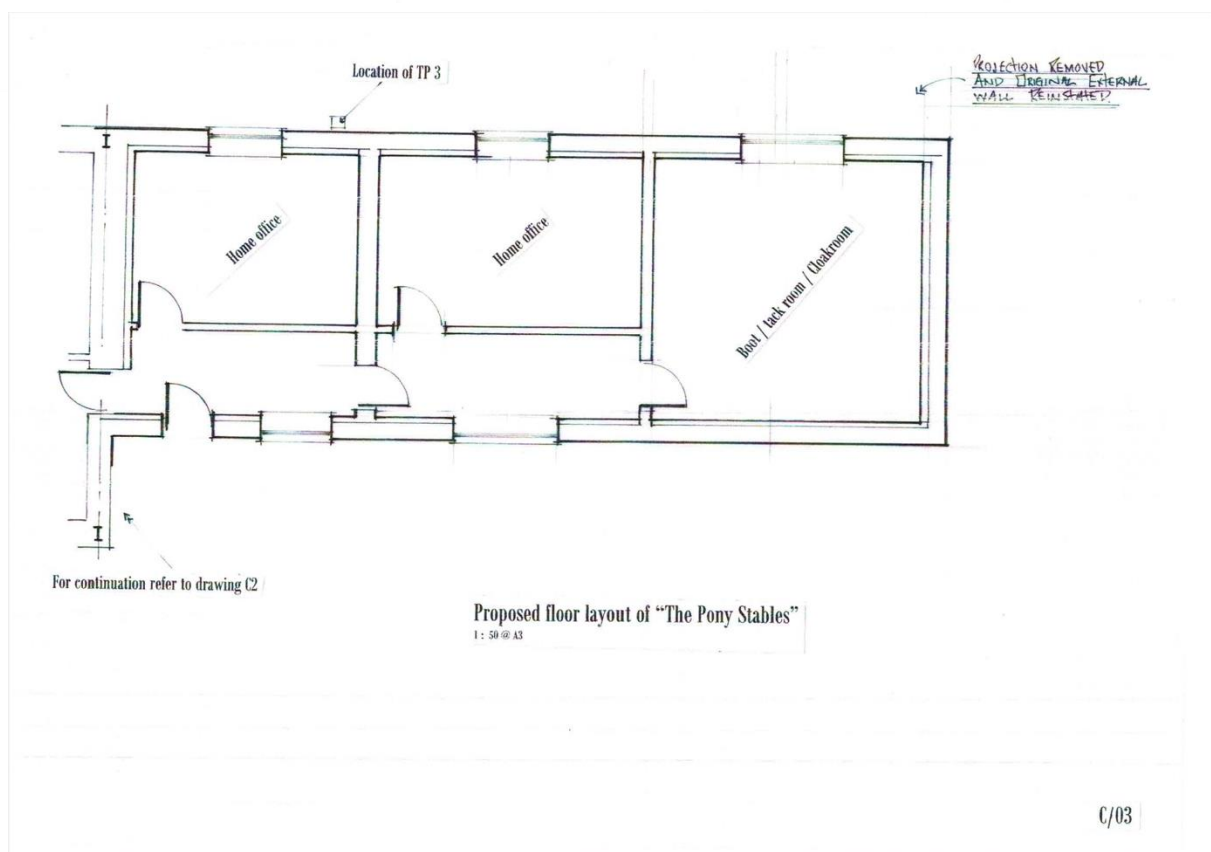 Location of TP 3
PROJECTION REMOVED
AND ORIGINAL EXTERNAL
WALL REINSTATED.
Home office
Home office
Boot / tack room / Cloakroom
For continuation refer to drawing C2
Proposed floor layout of “The Pony Stables”
1 : 50 @ A3
C/03